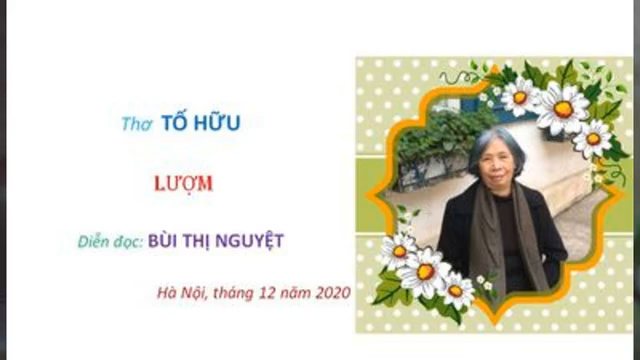 Thơ TỐ HỮU
LƯỢM
Diễn đọc: BÙI THỊ NGUYỆT
Hà Nội, tháng 12 năm 2020